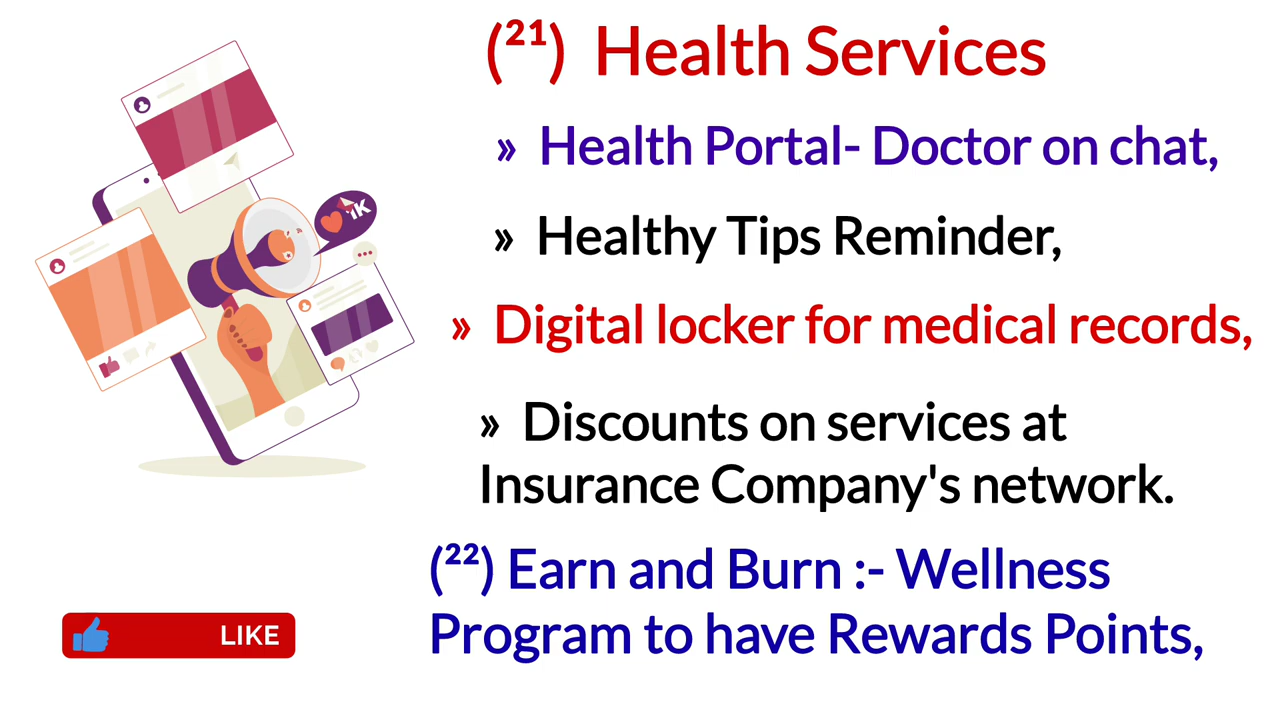 (²¹) Health Services
» Health Portal- Doctor on chat,
» Healthy Tips Reminder,
» Digital locker for medical records,
» Discounts on services at
Insurance Company's network.
(²²) Earn and Burn :- Wellness
Program to have Rewards Points,
1K
LIKE